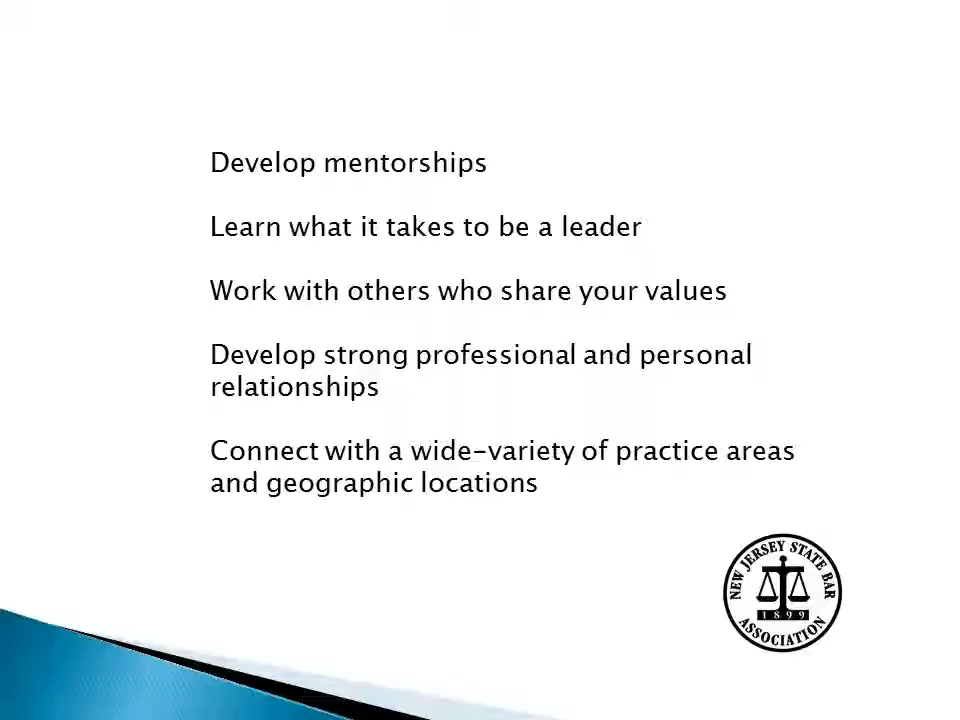 Develop mentorships
Learn what it takes to be a leader
Work with others who share your values
Develop strong professional and personal
relationships
Connect with a wide-variety of practice areas
and geographic locations
NEW JERSEY STATE BAR
1899
ASSOCIATION